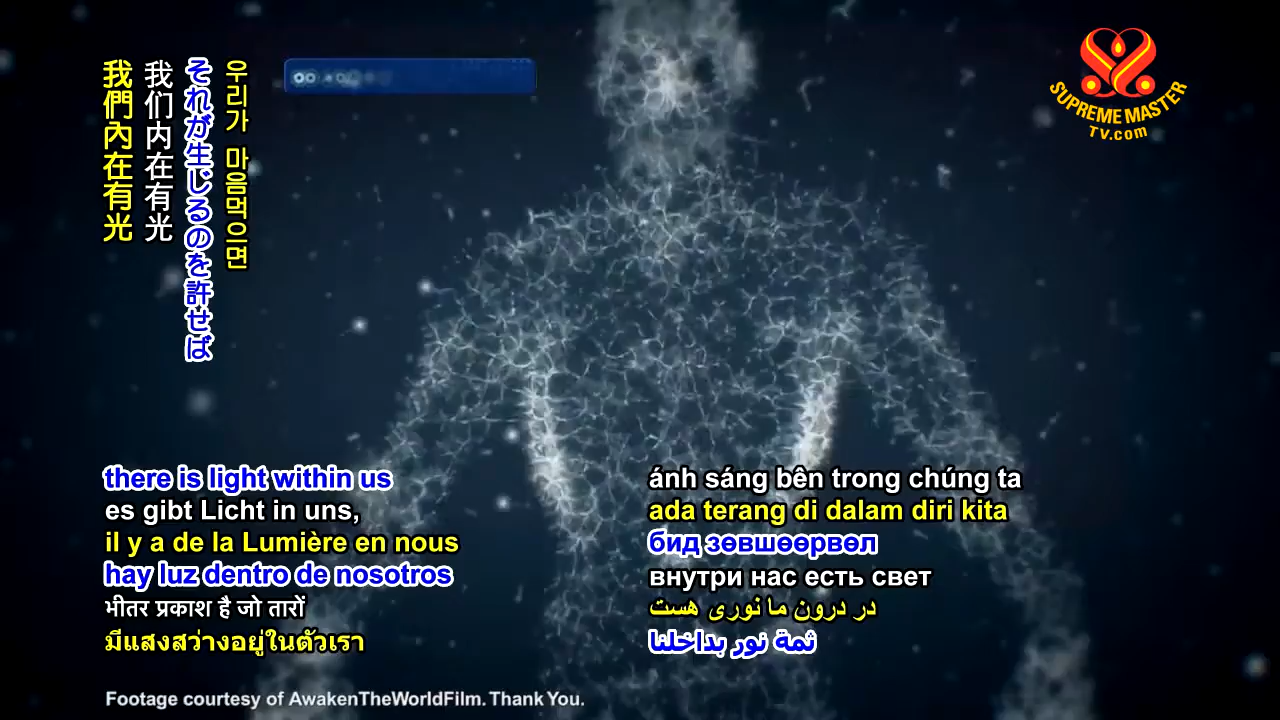 我們內在有光
我们内在有光
それが生じるのを許せば
우리가 마음먹으면
SUPREME MASTER
TV.com
there is light within us
es gibt Licht in uns,
il y a de la Lumière en nous
hay luz dentro de nosotros
भीतर प्रकाश है जो तारों
มีแสงสว่างอยู่ในตัวเรา
ánh sáng bên trong chúng ta
ada terang di dalam diri kita
бид зөвшөөрвөл
внутри нас есть свет
در درون ما نوری هست
ثمة نور بداخلنا
Footage courtesy of AwakenTheWorldFilm. Thank You.